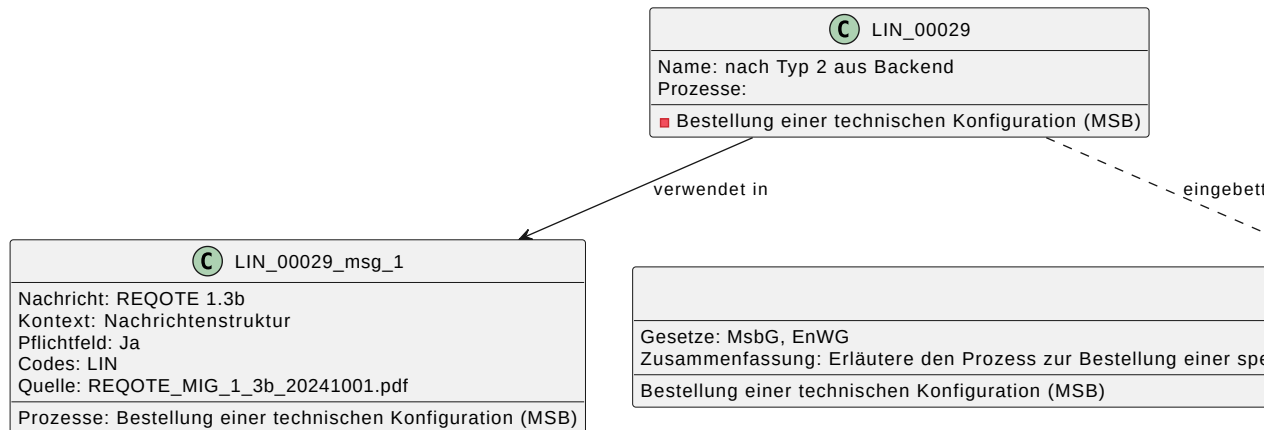 C LIN_00029
Name: nach Typ 2 aus Backend
Prozesse:
Bestellung einer technischen Konfiguration (MSB)
verwendet in
eingebett
C LIN_00029_msg_1
Nachricht: REQOTE 1.3b
Kontext: Nachrichtenstruktur
Pflichtfeld: Ja
Codes: LIN
Quelle: REQOTE_MIG_1_3b_20241001.pdf
Prozesse: Bestellung einer technischen Konfiguration (MSB)
Gesetze: MsbG, EnWG
Zusammenfassung: Erläutere den Prozess zur Bestellung einer spe
Bestellung einer technischen Konfiguration (MSB)